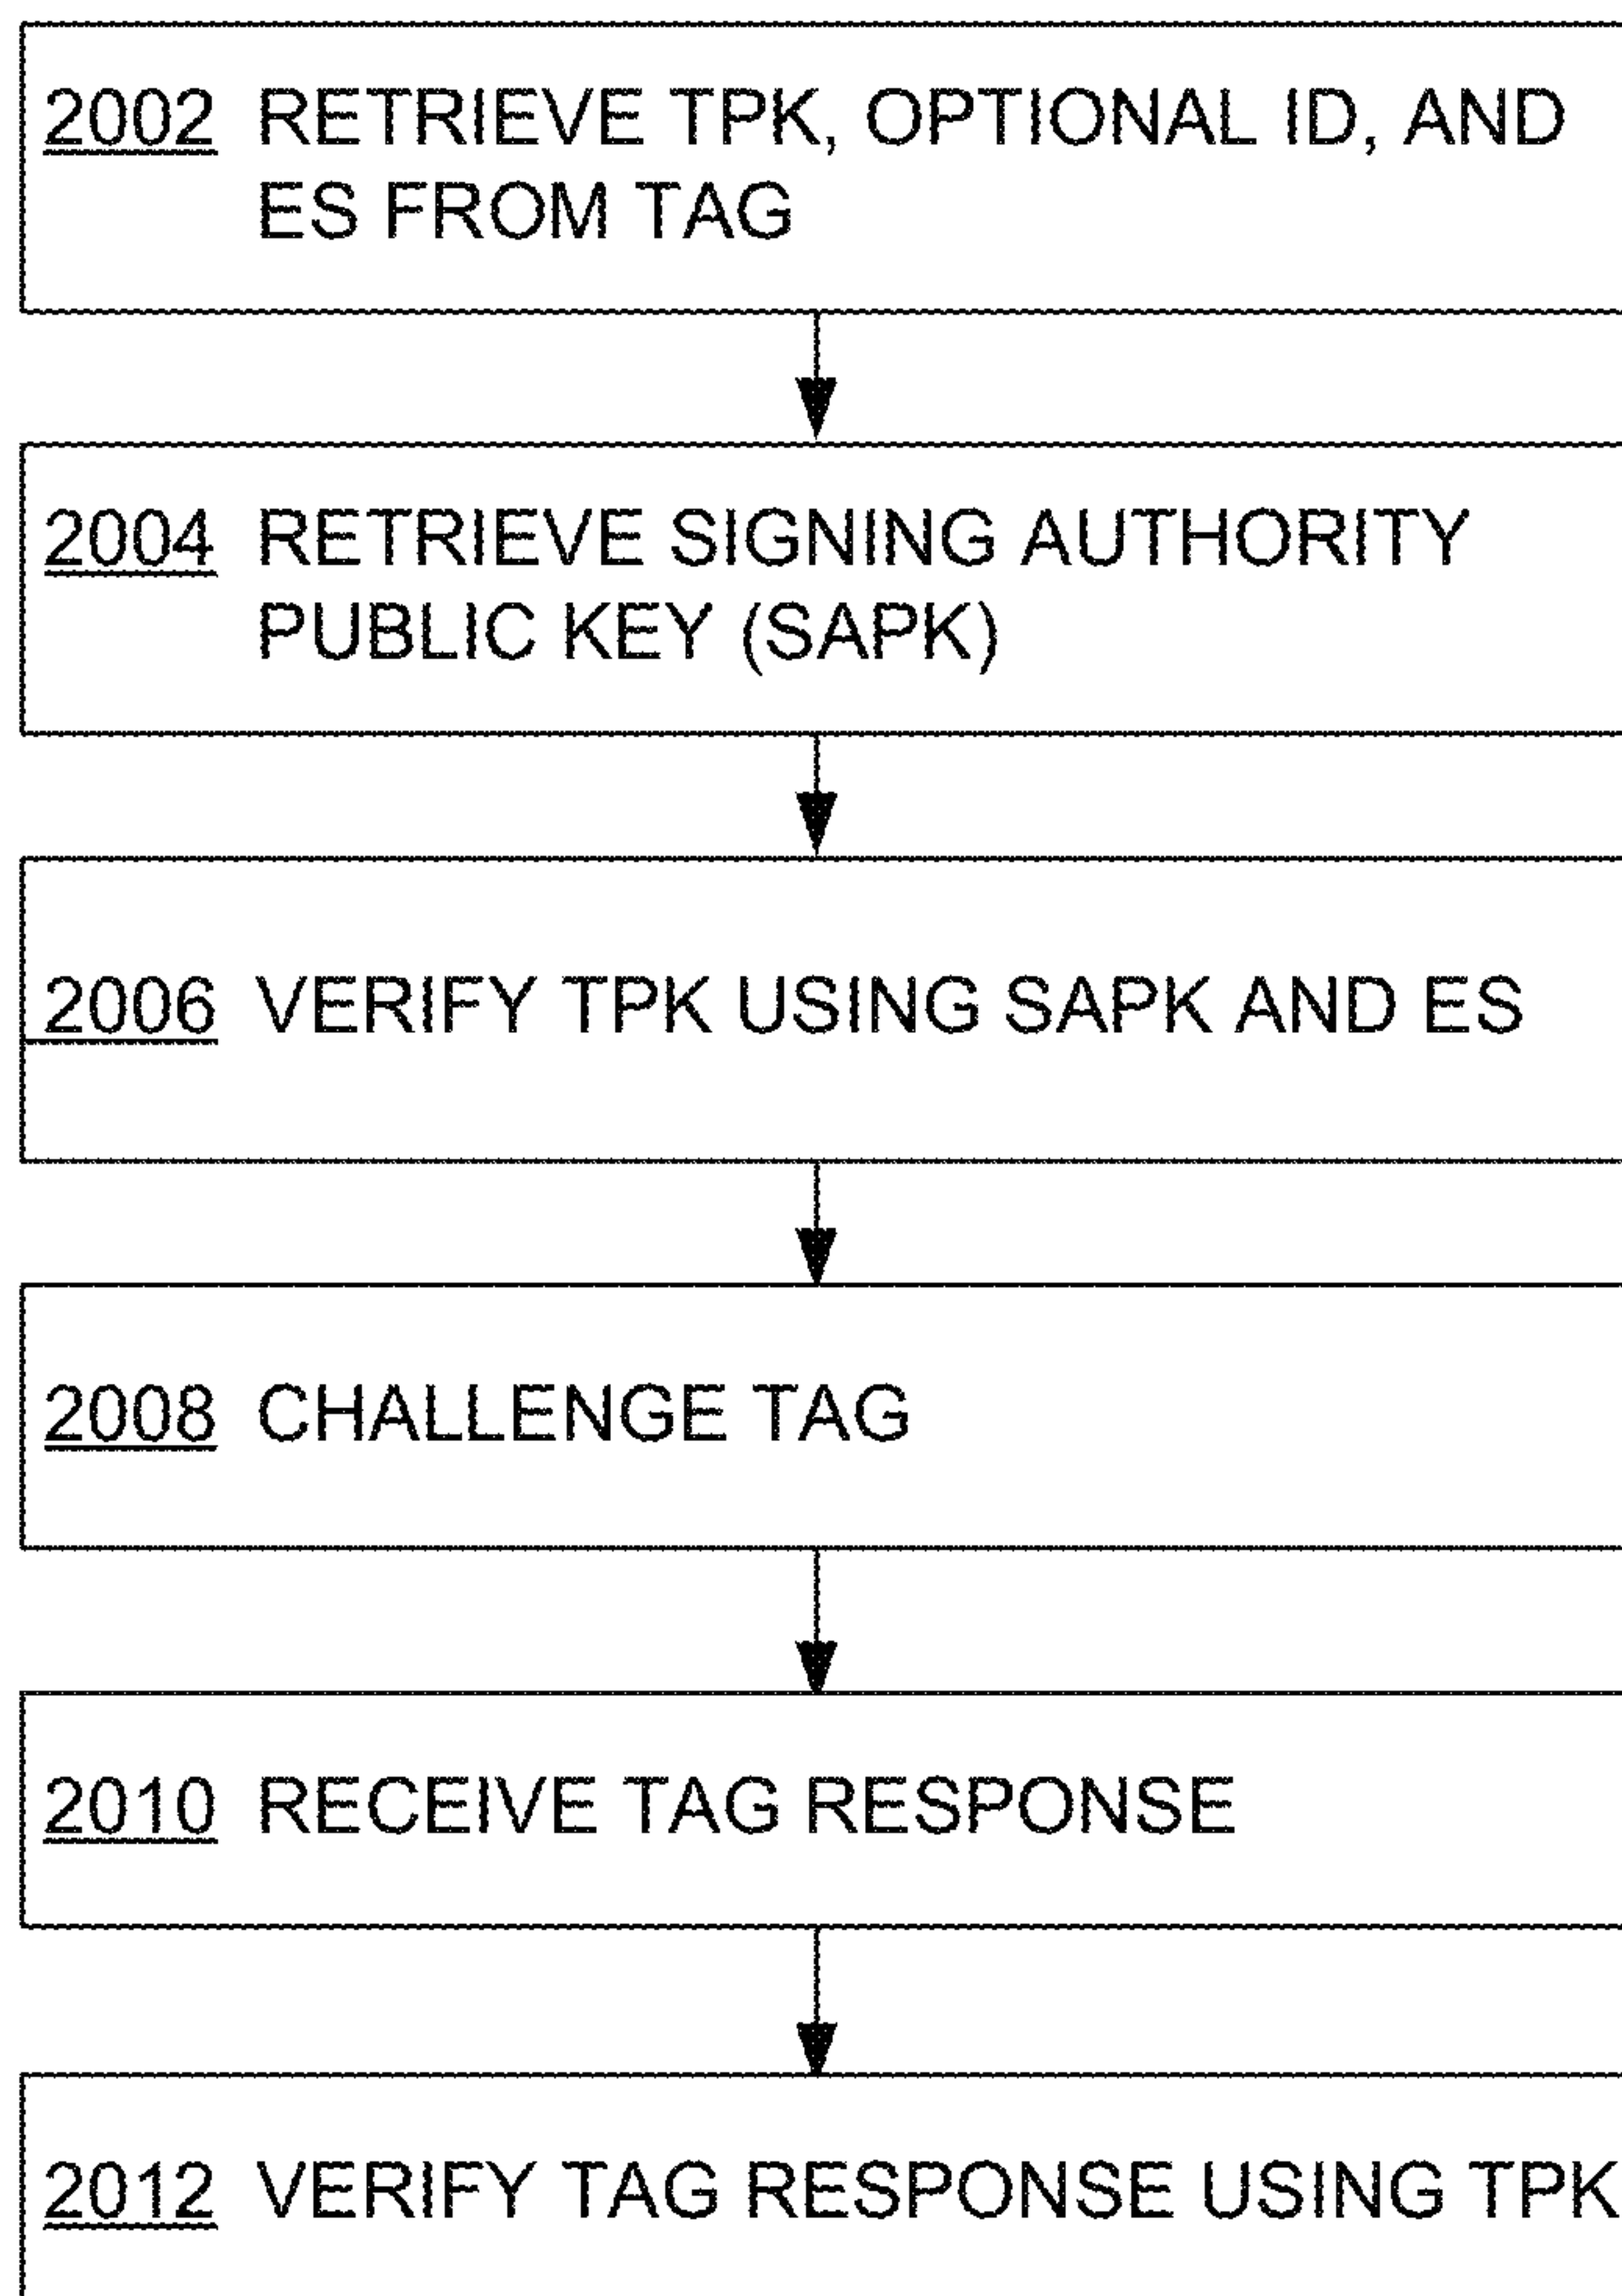 2002 RETRIEVE TPK, OPTIONAL ID, AND
ES FROM TAG
2004 RETRIEVE SIGNING AUTHORITY
PUBLIC KEY (SAPK)
2006 VERIFY TPK USING SAPK AND ES
2008 CHALLENGE TAG
2010 RECEIVE TAG RESPONSE
2012 VERIFY TAG RESPONSE USING TPK